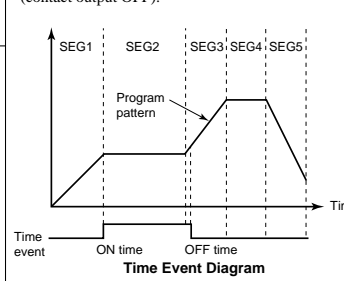 (contact output OFF).
SEG1 SEG2 SEG3 SEG4 SEG5
Program
pattern
Time
event
ON time OFF time
Time Event Diagram